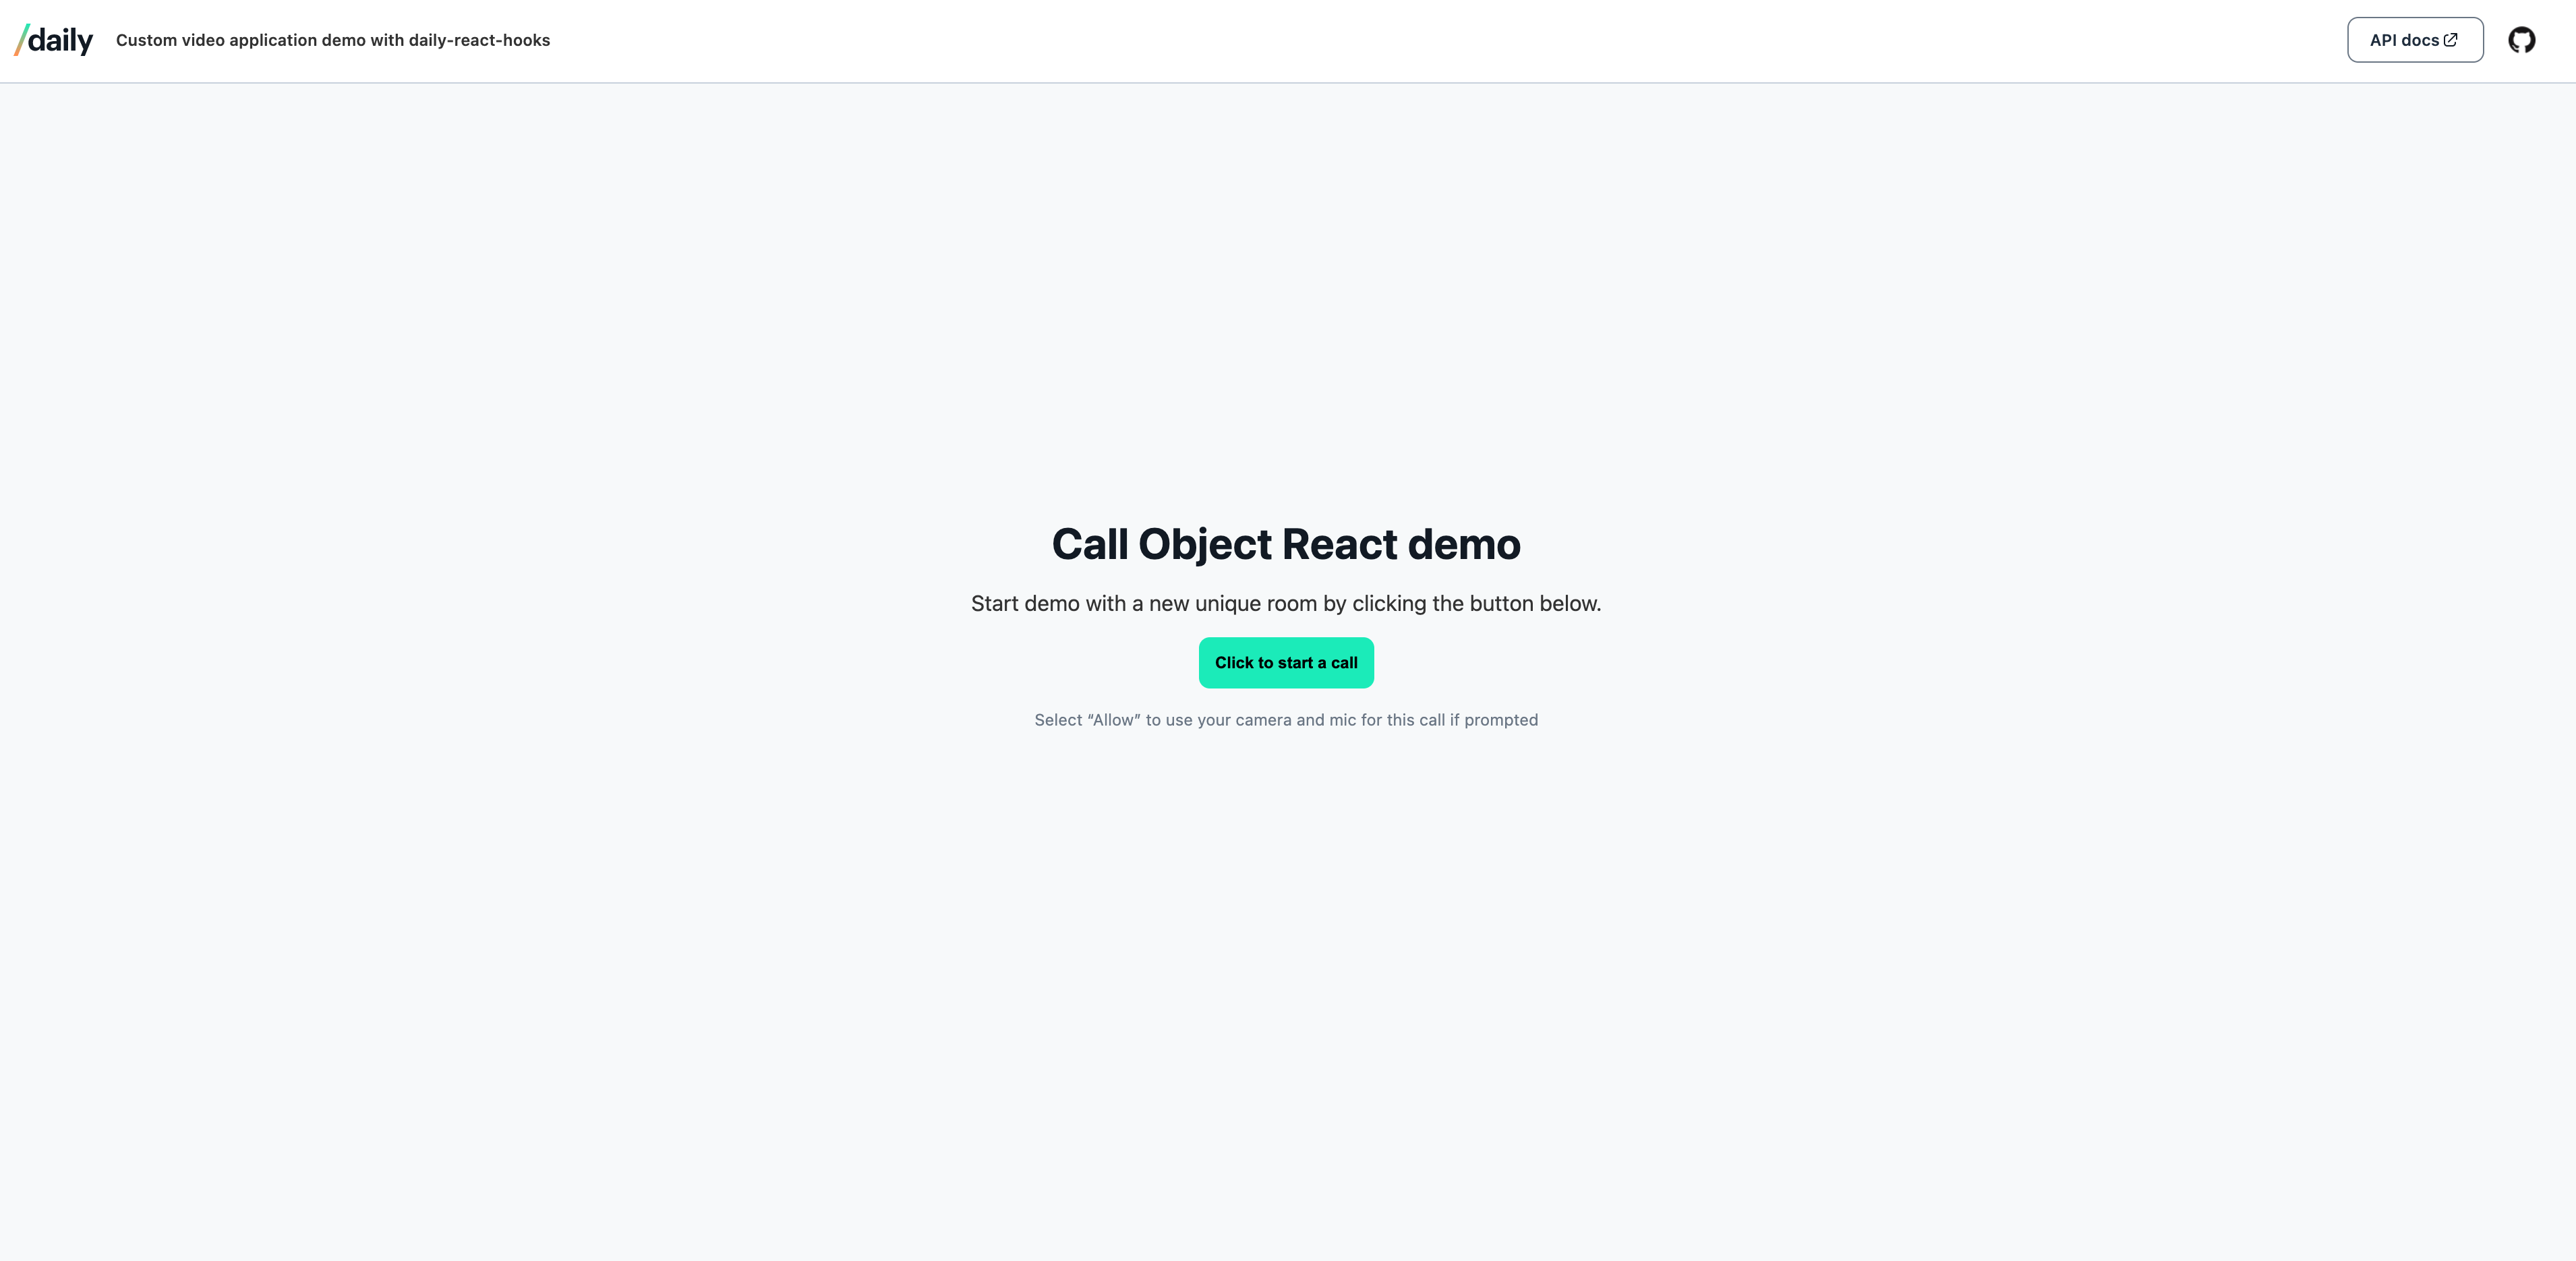 /daily
Custom video application demo with daily-react-hooks
API docs
Call Object React demo
Start demo with a new unique room by clicking the button below.
Click to start a call
Select “Allow” to use your camera and mic for this call if prompted